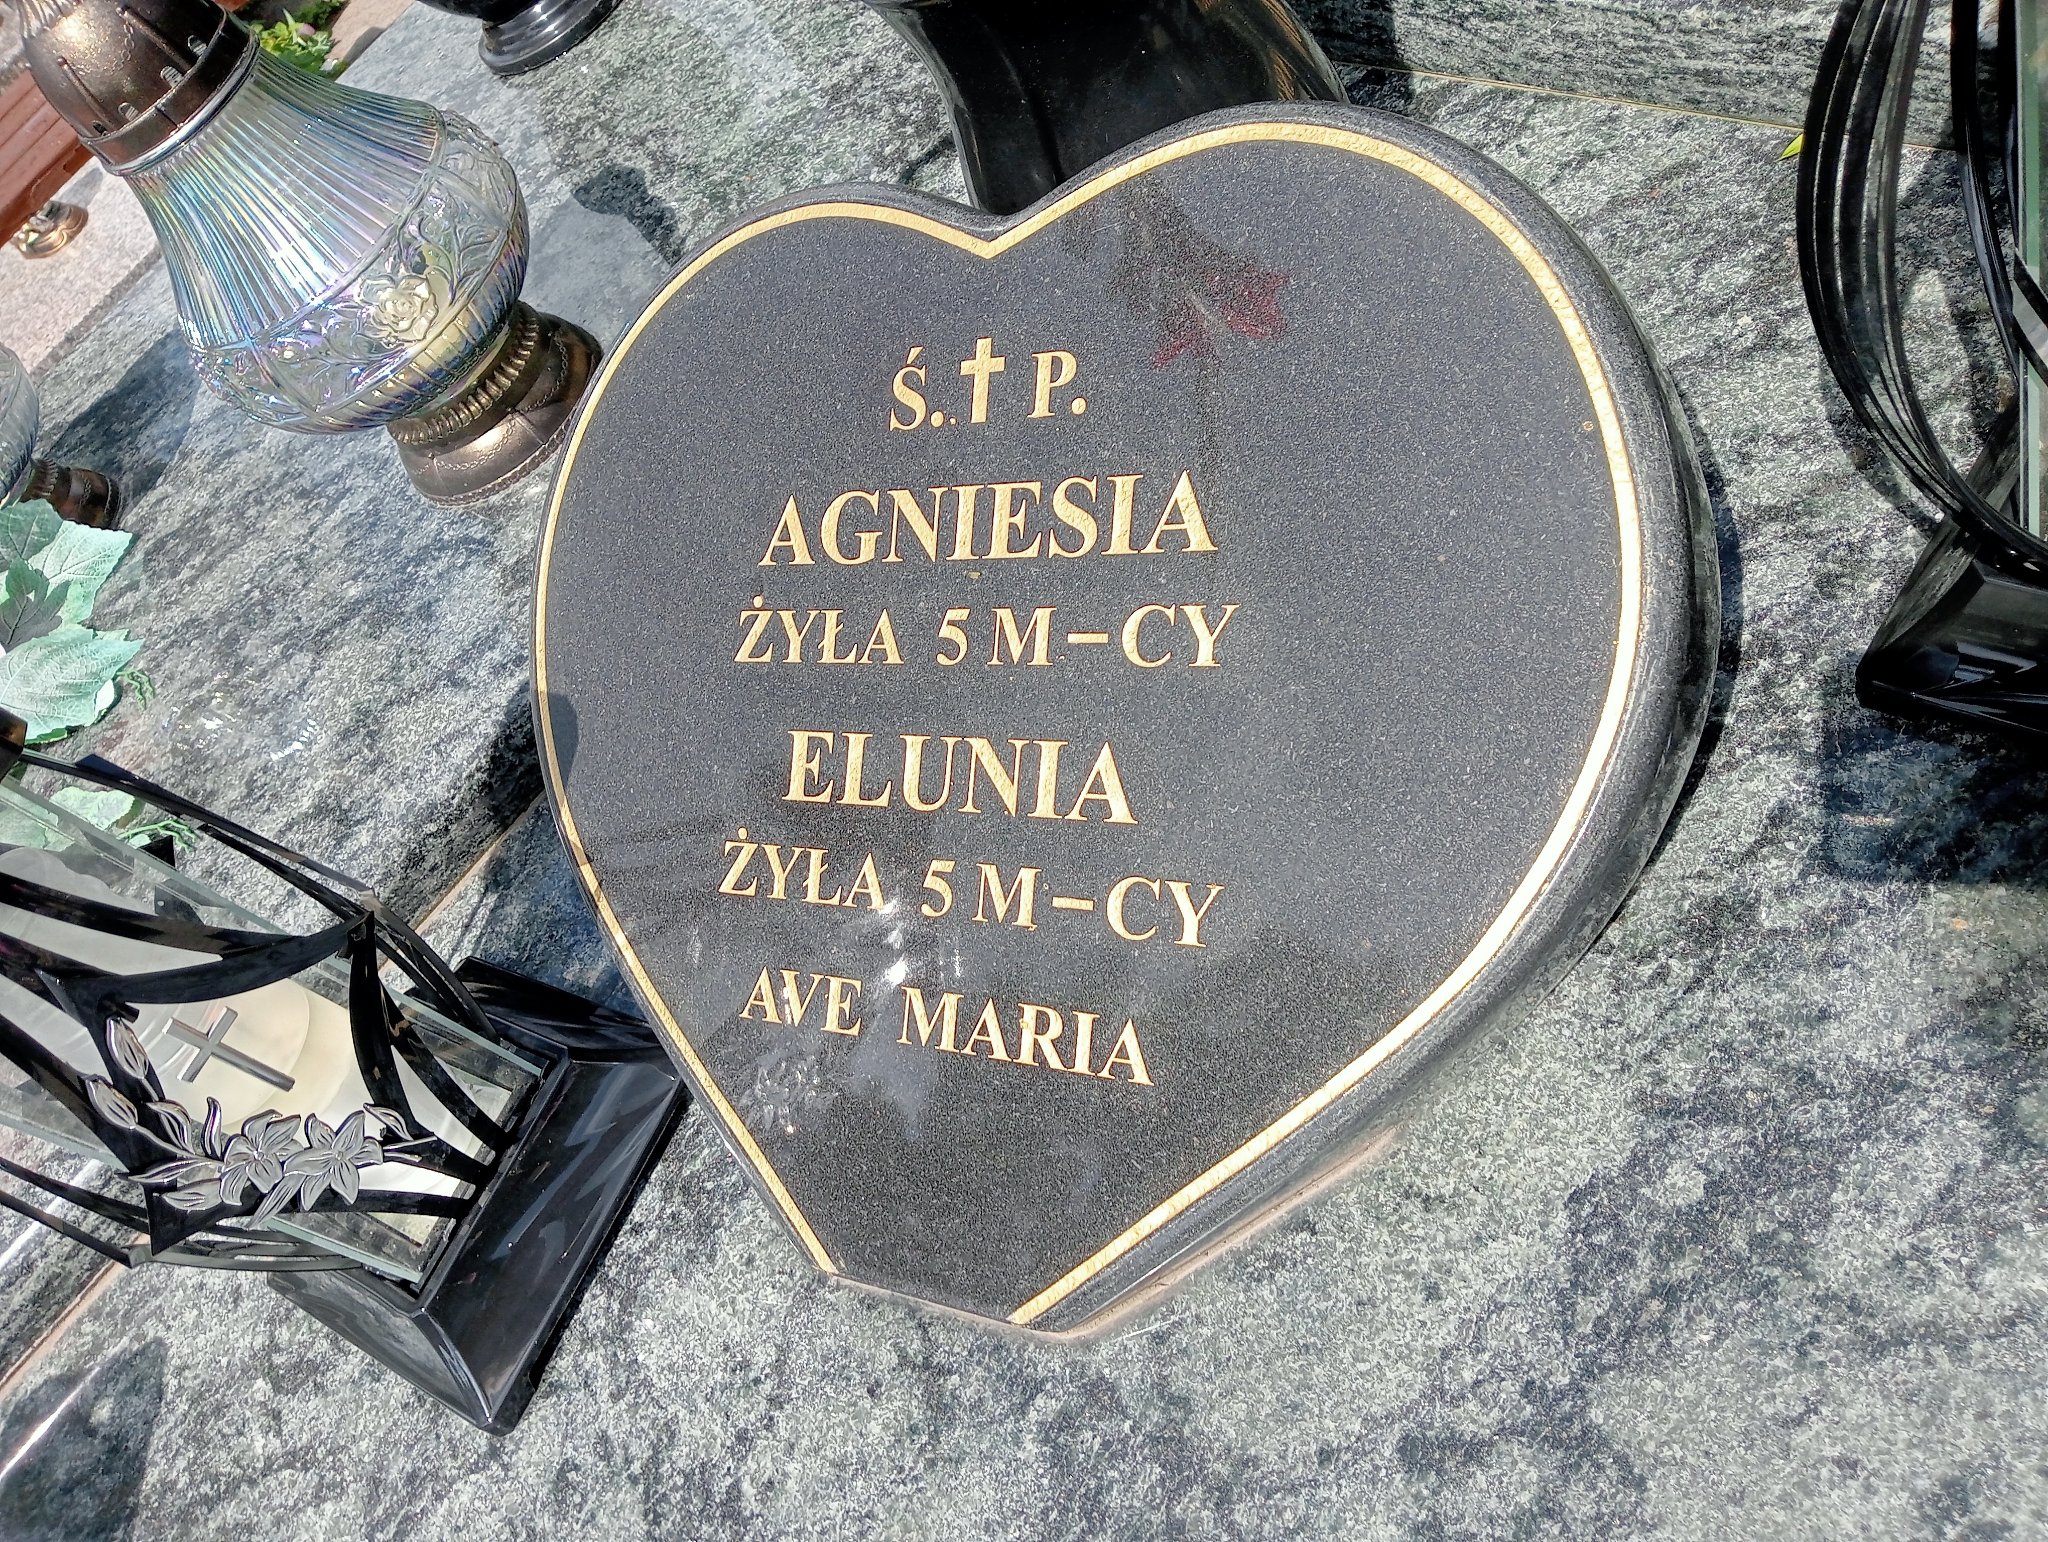 Ś.✝P.
AGNIESIA
ŻYŁA 5 M-CY
ELUNIA
ŻYŁA 5 M-CY
AVE MARIA